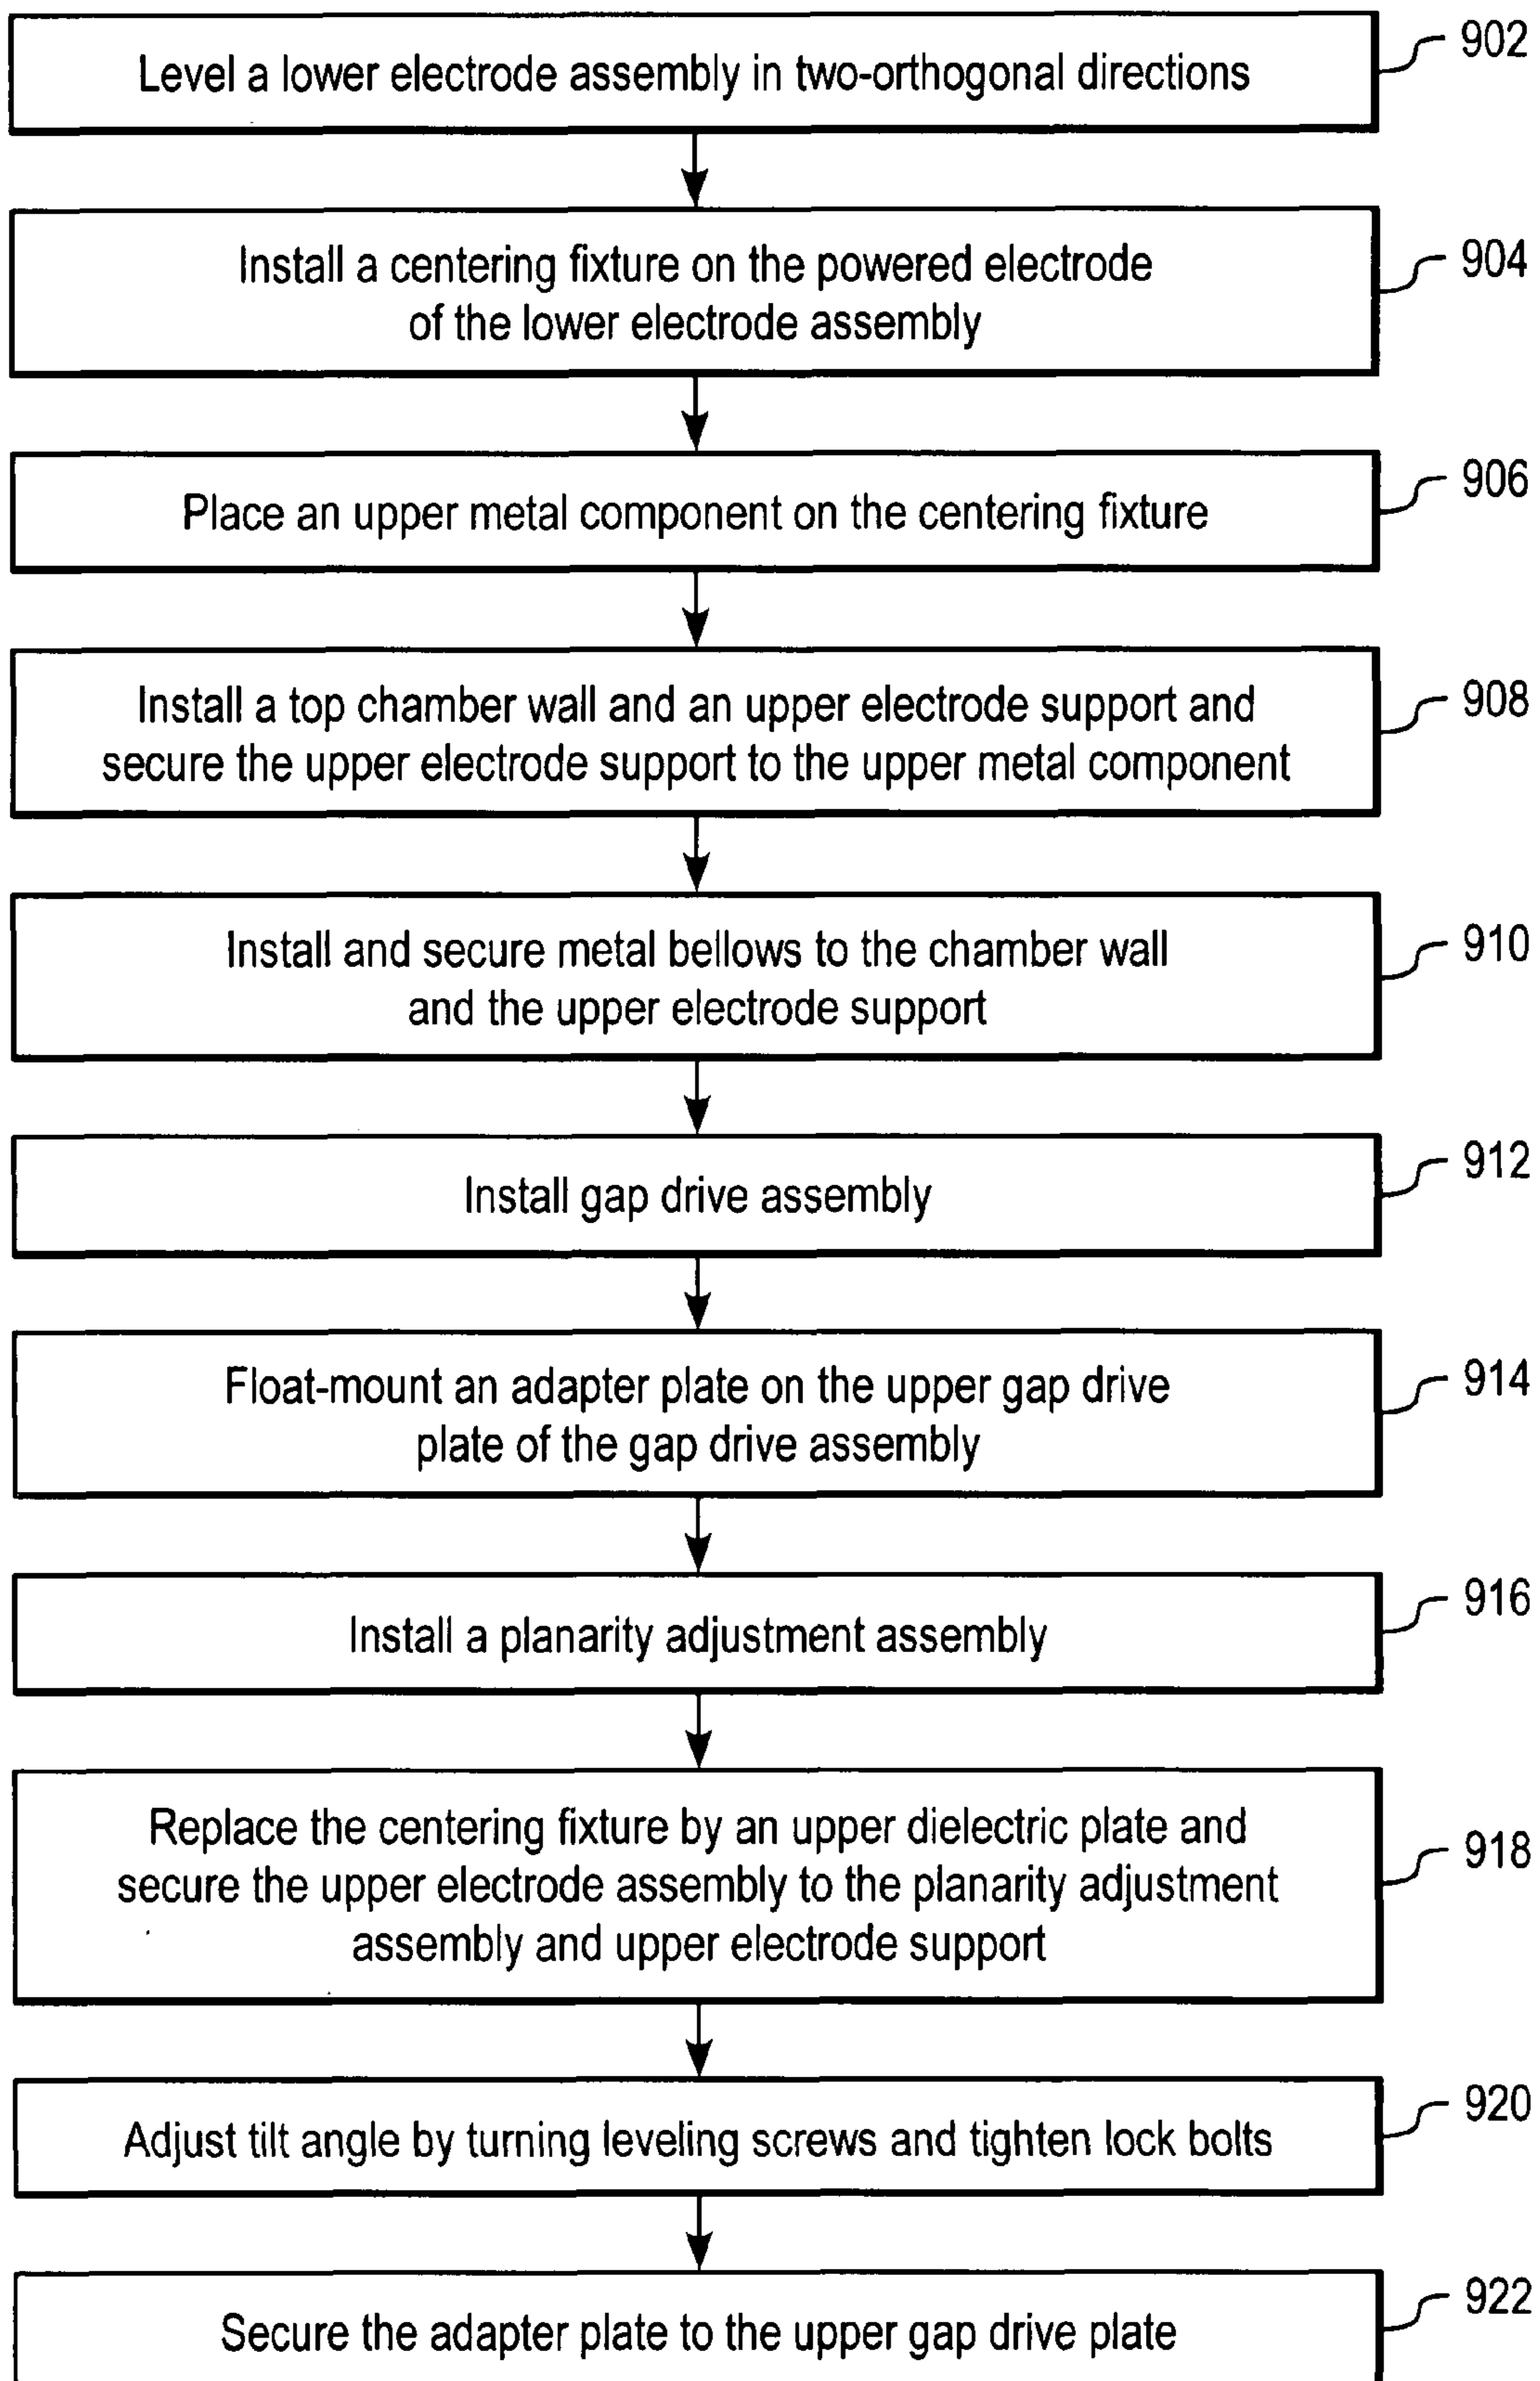 Level a lower electrode assembly in two-orthogonal directions
902
Install a centering fixture on the powered electrode
of the lower electrode assembly
904
Place an upper metal component on the centering fixture
906
Install a top chamber wall and an upper electrode support and
secure the upper electrode support to the upper metal component
908
Install and secure metal bellows to the chamber wall
and the upper electrode support
910
Install gap drive assembly
912
Float-mount an adapter plate on the upper gap drive
plate of the gap drive assembly
914
Install a planarity adjustment assembly
916
Replace the centering fixture by an upper dielectric plate and
secure the upper electrode assembly to the planarity adjustment
assembly and upper electrode support
918
Adjust tilt angle by turning leveling screws and tighten lock bolts
920
Secure the adapter plate to the upper gap drive plate
922